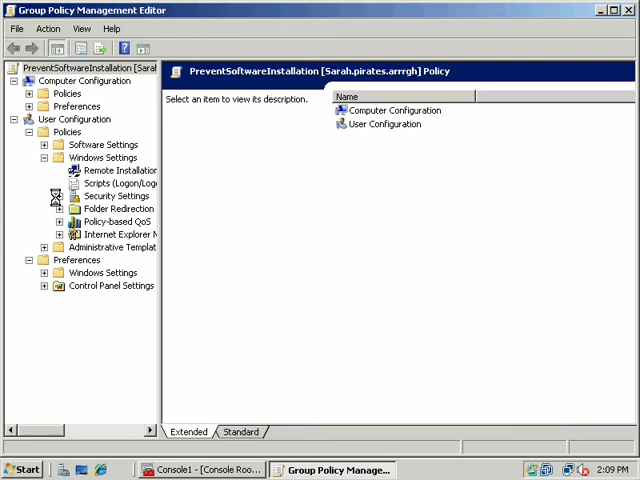 Group Policy Management Editor
File Action View Help
PreventSoftwareInstallation [Sarah
Computer Configuration
Policies
Preferences
User Configuration
Policies
Software Settings
Windows Settings
Remote Installation
Scripts (Logon/Log
Security Settings
Folder Redirection
Policy-based QoS
Internet Explorer M
Administrative Templat
Preferences
Windows Settings
Control Panel Settings
PreventSoftwareInstallation [Sarah.pirates.arrrgh] Policy
Select an item to view its description.
Name
Computer Configuration
User Configuration
Extended Standard
Start
Console1 - [Console Roo...
Group Policy Manage...
2:09 PM